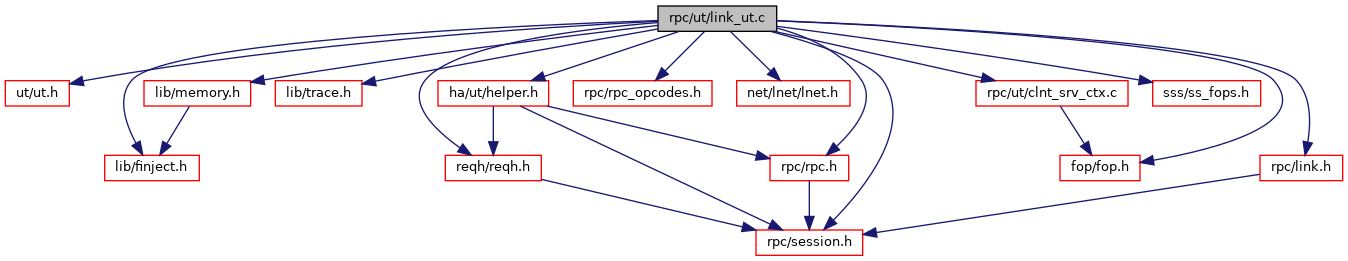 rpc/ut/link_ut.c
ut/ut.h
lib/memory.h
lib/trace.h
ha/ut/helper.h
rpc/rpc_opcodes.h
net/lnet/lnet.h
rpc/ut/clnt_srv_ctx.c
sss/ss_fops.h
lib/finject.h
reqh/reqh.h
rpc/rpc.h
fop/fop.h
rpc/link.h
rpc/session.h